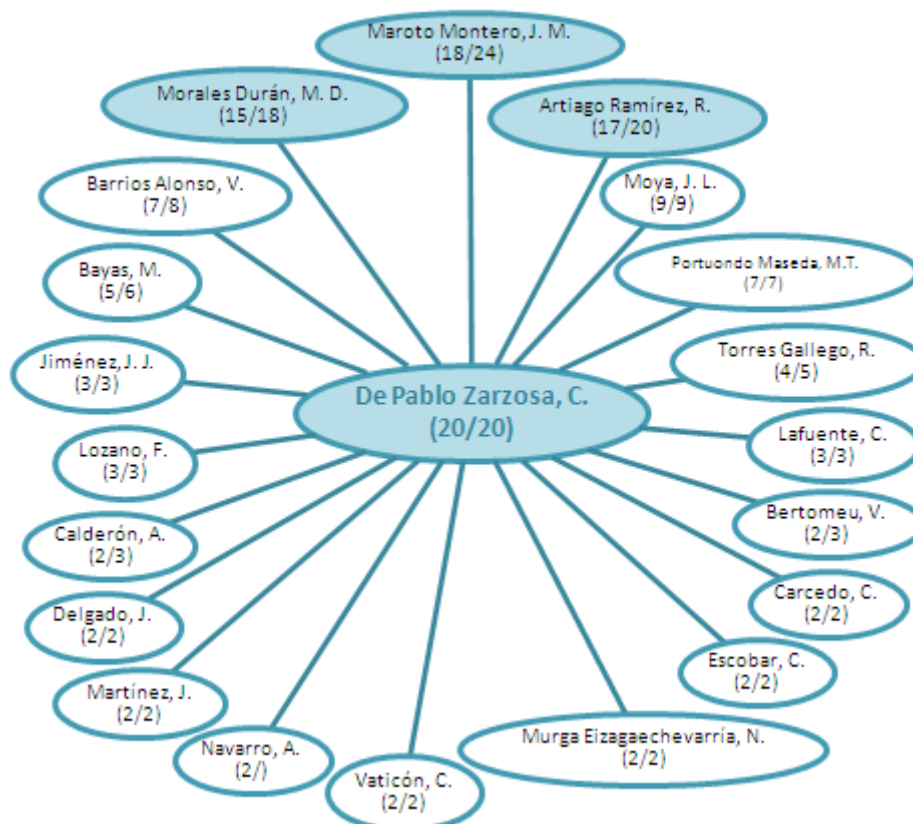 Maroto Montero, J. M.
(18/24)
Morales Durán, M. D.
(15/18)
Artiago Ramírez, R.
(17/20)
Barrios Alonso, V.
(7/8)
Moya, J. L.
(9/9)
Bayas, M.
(5/6)
Portuondo Maseda, M.T.
(7/7)
Jiménez, J. J.
(3/3)
Torres Gallego, R.
(4/5)
De Pablo Zarzosa, C.
(20/20)
Lozano, F.
(3/3)
Lafuente, C.
(3/3)
Calderón, A.
(2/3)
Bertomeu, V.
(2/3)
Delgado, J.
(2/2)
Carcedo, C.
(2/2)
Martínez, J.
(2/2)
Escobar, C.
(2/2)
Navarro, A.
(2/)
Murga Eizagaechevarría, N.
(2/2)
Vaticón, C.
(2/2)